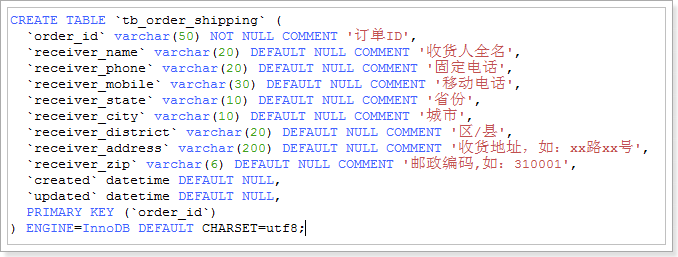 CREATE TABLE `tb_order_shipping` (
  `order_id` varchar(50) NOT NULL COMMENT '订单ID',
  `receiver_name` varchar(20) DEFAULT NULL COMMENT '收货人全名',
  `receiver_phone` varchar(20) DEFAULT NULL COMMENT '固定电话',
  `receiver_mobile` varchar(30) DEFAULT NULL COMMENT '移动电话',
  `receiver_state` varchar(10) DEFAULT NULL COMMENT '省份',
  `receiver_city` varchar(10) DEFAULT NULL COMMENT '城市',
  `receiver_district` varchar(20) DEFAULT NULL COMMENT '区/县',
  `receiver_address` varchar(200) DEFAULT NULL COMMENT '收货地址，如：xx路xx号',
  `receiver_zip` varchar(6) DEFAULT NULL COMMENT '邮政编码,如：310001',
  `created` datetime DEFAULT NULL,
  `updated` datetime DEFAULT NULL,
  PRIMARY KEY (`order_id`)
) ENGINE=InnoDB DEFAULT CHARSET=utf8;